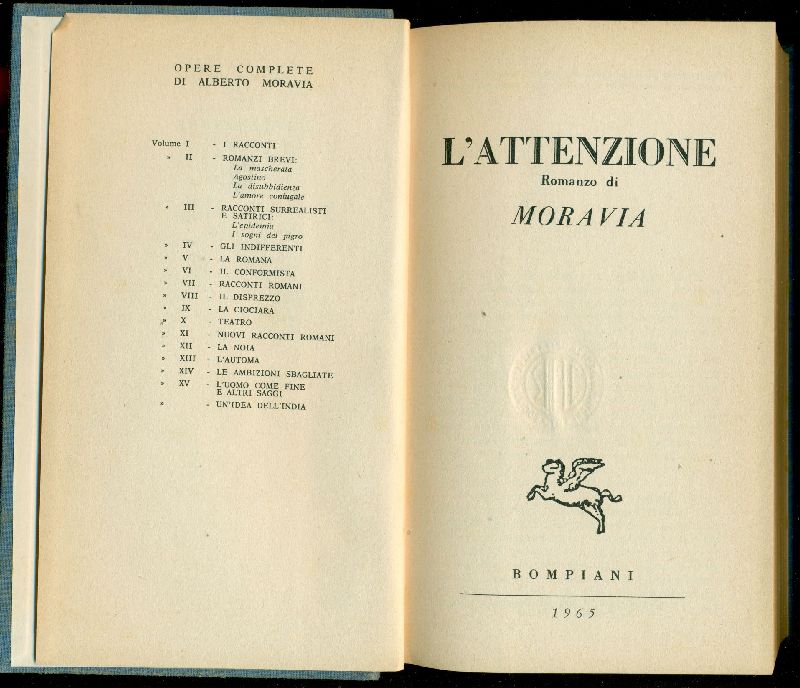 OPERE COMPLETE
DI ALBERTO MORAVIA
Volume I - I RACCONTI
» II - ROMANZI BREVI:
La mascherata
Agostino
La disubbidienza
L'amore coniugale
» III - RACCONTI SURREALISTI
E SATIRICI:
L'epidemia
I sogni del pigro
» IV - GLI INDIFFERENTI
» V - LA ROMANA
» VI - IL CONFORMISTA
» VII - RACCONTI ROMANI
» VIII - IL DISPREZZO
» IX - LA CIOCIARA
» X - TEATRO
» XI - NUOVI RACCONTI ROMANI
» XII - LA NOIA
» XIII - L'AUTOMA
» XIV - LE AMBIZIONI SBAGLIATE
» XV - L'UOMO COME FINE
E ALTRI SAGGI
» - UN'IDEA DELL'INDIA
L'ATTENZIONE
Romanzo di
MORAVIA
BOMPIANI
1965